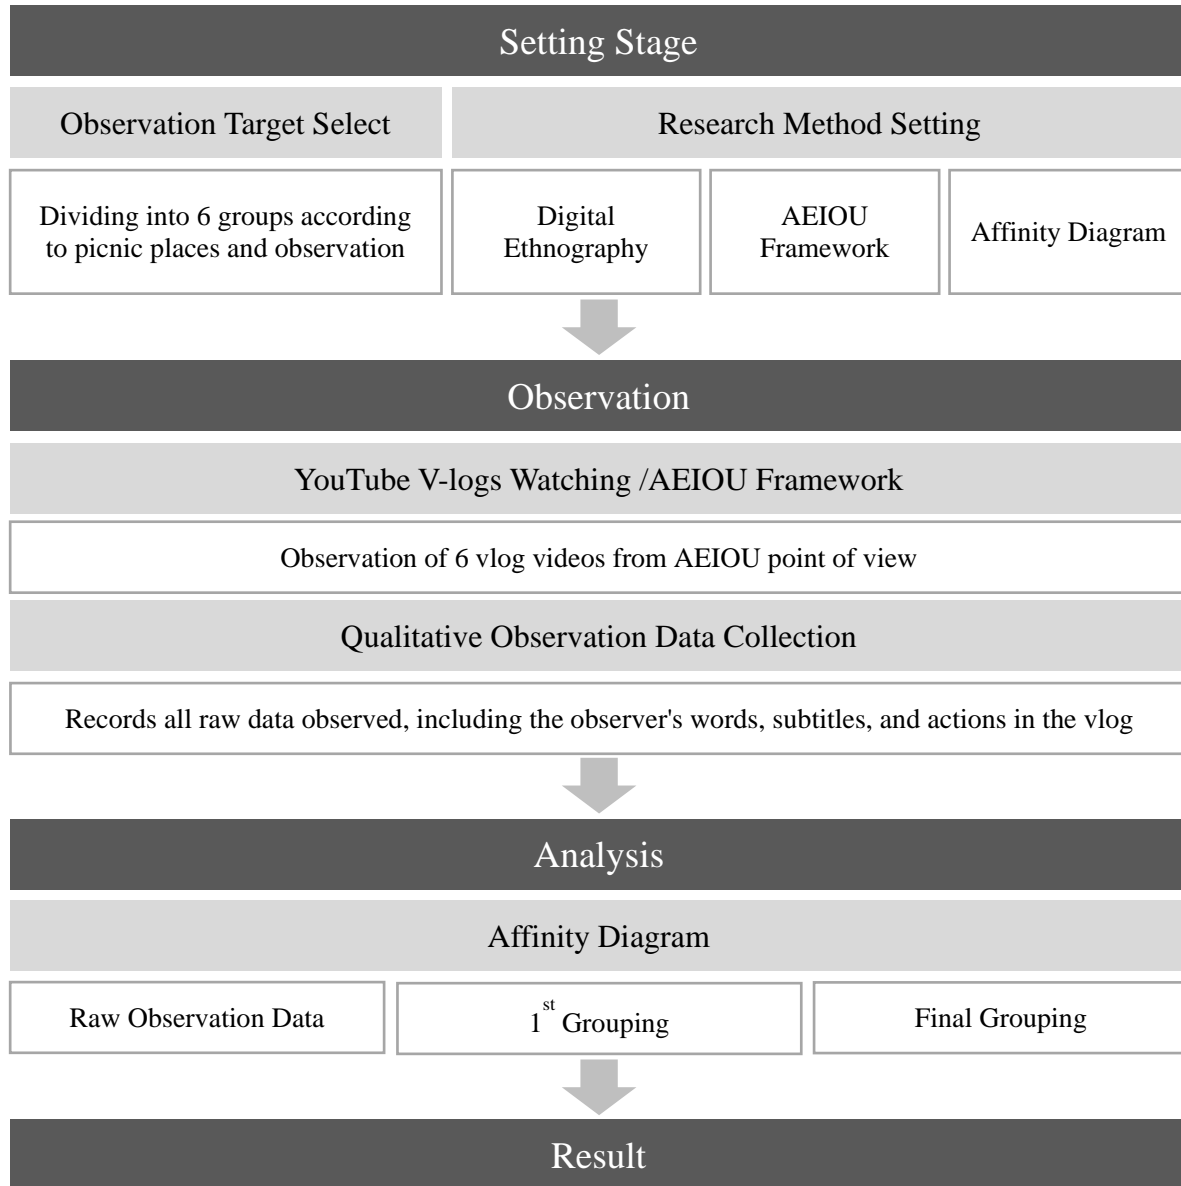 Setting Stage
Observation Target Select
Research Method Setting
Dividing into 6 groups according
to picnic places and observation
Digital
Ethnography
AEIOU
Framework
Affinity Diagram
Observation
YouTube V-logs Watching /AEIOU Framework
Observation of 6 vlog videos from AEIOU point of view
Qualitative Observation Data Collection
Records all raw data observed, including the observer's words, subtitles, and actions in the vlog
Analysis
Affinity Diagram
Raw Observation Data
1st Grouping
Final Grouping
Result